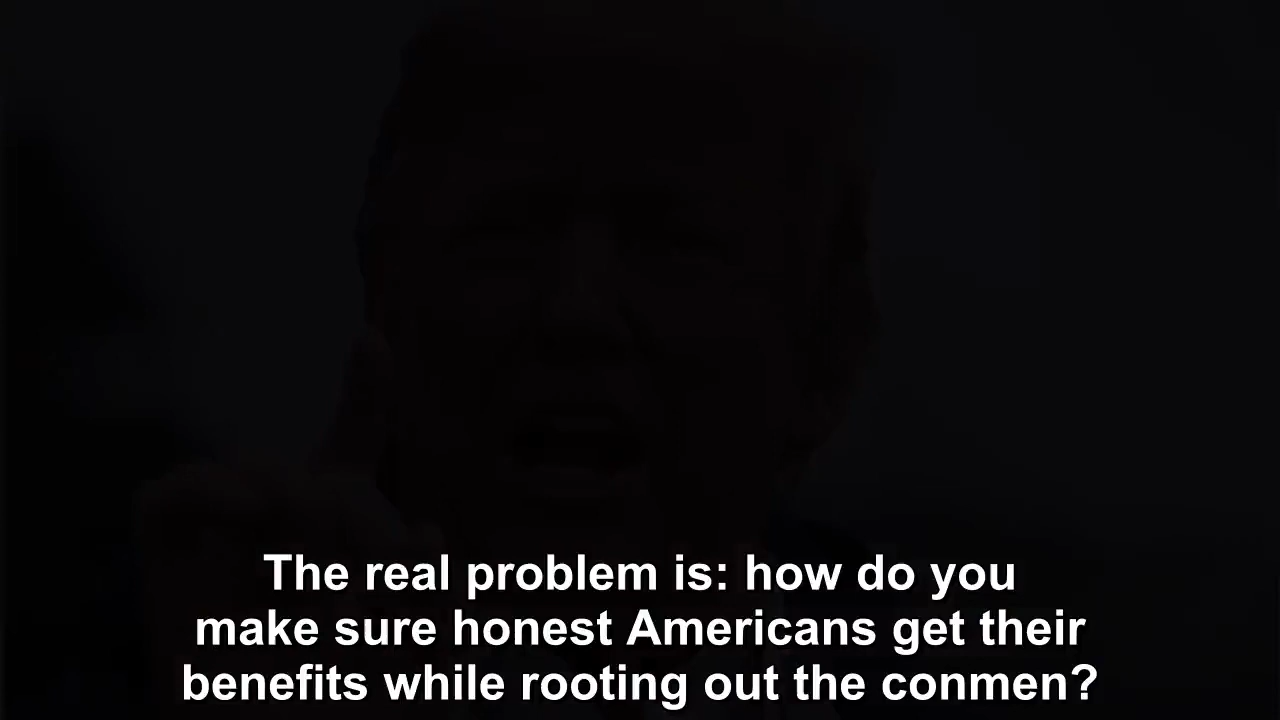 The real problem is: how do you
make sure honest Americans get their
benefits while rooting out the conmen?